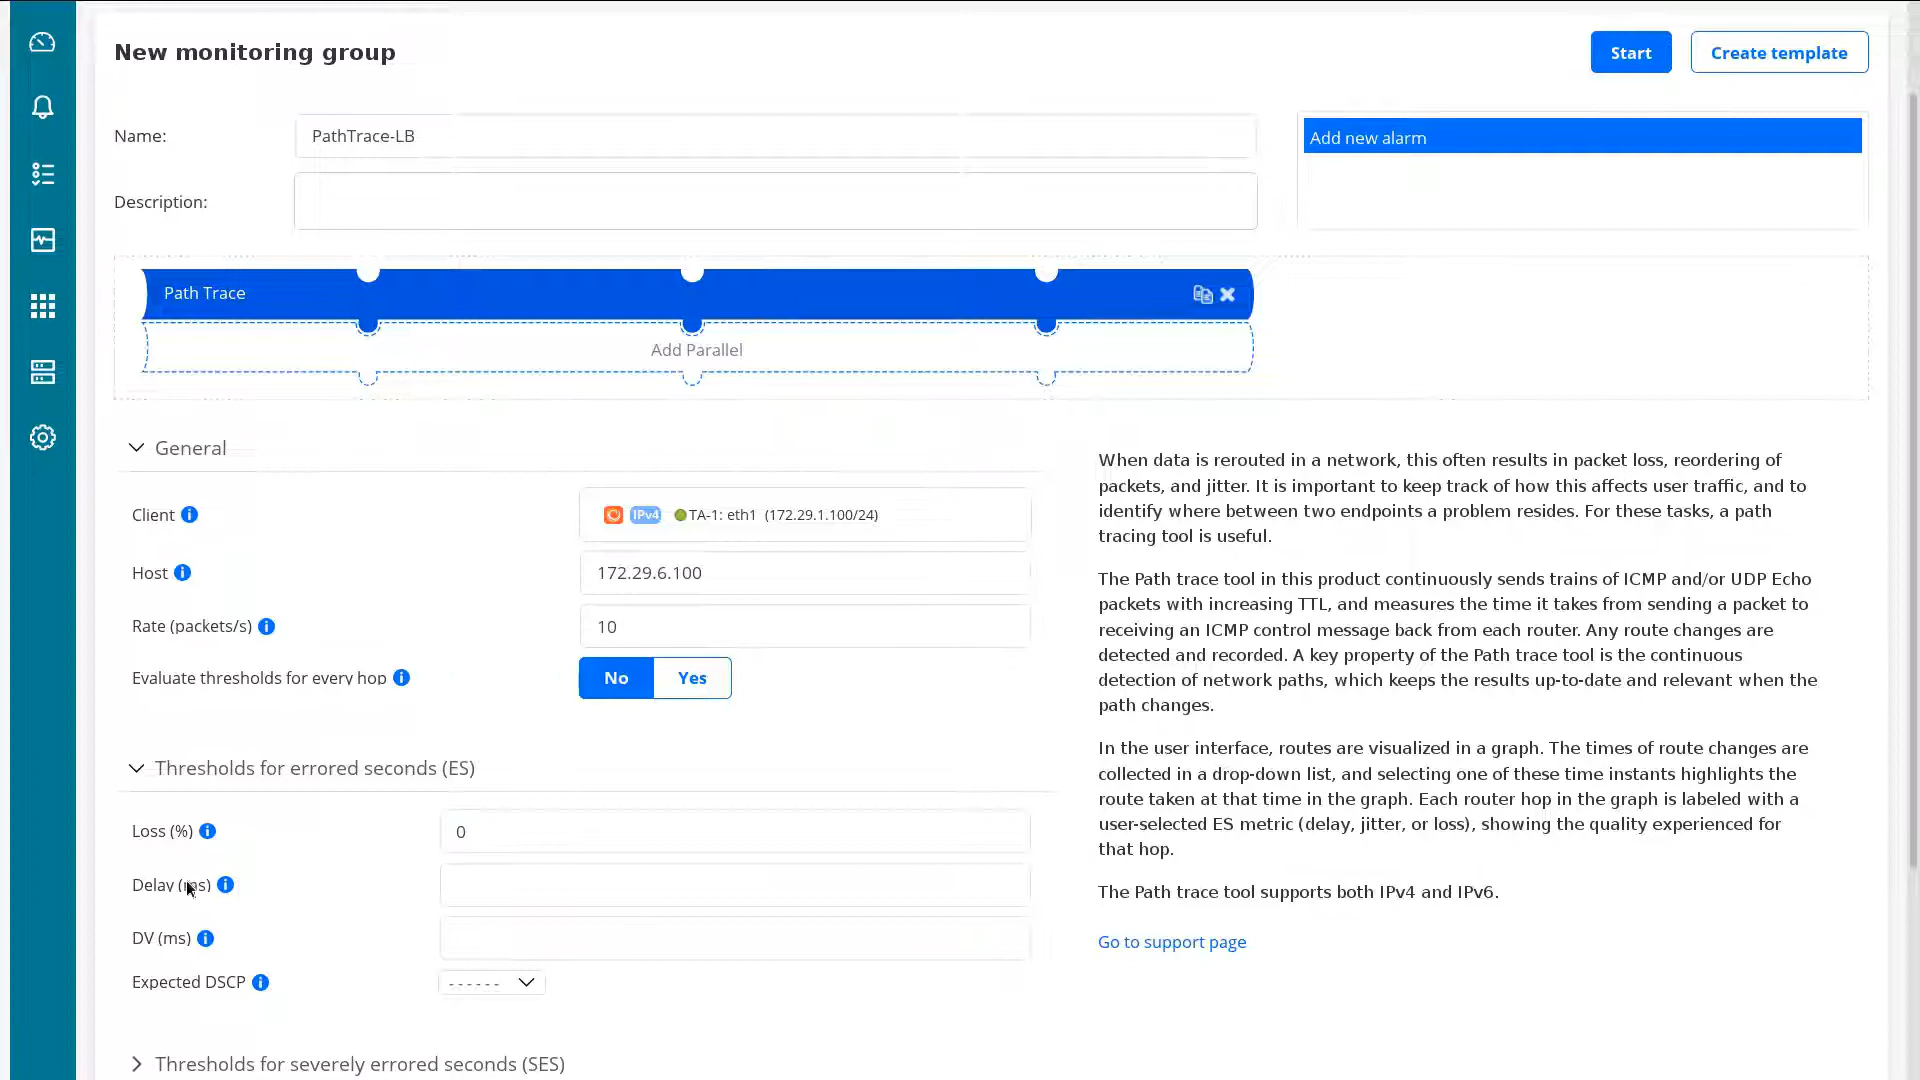 New monitoring group
Start
Create template
Name:
PathTrace-LB
Add new alarm
Description:
Path Trace
Add Parallel
General
Client
IPv4 TA-1: eth1 (172.29.1.100/24)
Host
172.29.6.100
Rate (packets/s)
10
Evaluate thresholds for every hop
No
Yes
When data is rerouted in a network, this often results in packet loss, reordering of
packets, and jitter. It is important to keep track of how this affects user traffic, and to
identify where between two endpoints a problem resides. For these tasks, a path
tracing tool is useful.
The Path trace tool in this product continuously sends trains of ICMP and/or UDP Echo
packets with increasing TTL, and measures the time it takes from sending a packet to
receiving an ICMP control message back from each router. Any route changes are
detected and recorded. A key property of the Path trace tool is the continuous
detection of network paths, which keeps the results up-to-date and relevant when the
path changes.
In the user interface, routes are visualized in a graph. The times of route changes are
collected in a drop-down list, and selecting one of these time instants highlights the
route taken at that time in the graph. Each router hop in the graph is labeled with a
user-selected ES metric (delay, jitter, or loss), showing the quality experienced for
that hop.
The Path trace tool supports both IPv4 and IPv6.
Go to support page
Thresholds for errored seconds (ES)
Loss (%)
0
Delay (ms)
DV (ms)
Expected DSCP
------
Thresholds for severely errored seconds (SES)